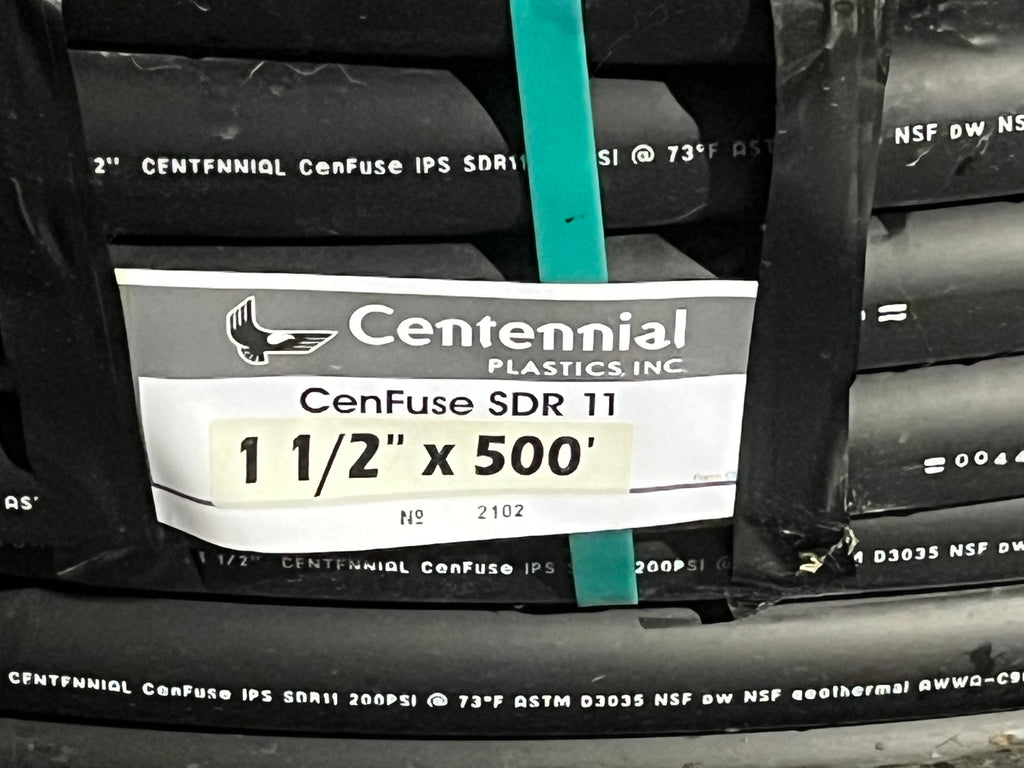 2" CENTENNIAL CenFuse IPS SDR11 SI @ 73°F AST NSF DW NS
=
Centennial
PLASTICS, INC.
CenFuse SDR 11
1 1/2" x 500'
= 0044
AS
Nº 2102
1 1/2" CENTENNIAL CenFuse IPS 200PSI @ D3035 NSF DW
CENTENNIAL CenFuse IPS SDR11 200PSI @ 73°F ASTM D3035 NSF DW NSF Geothermal AWWA-C9